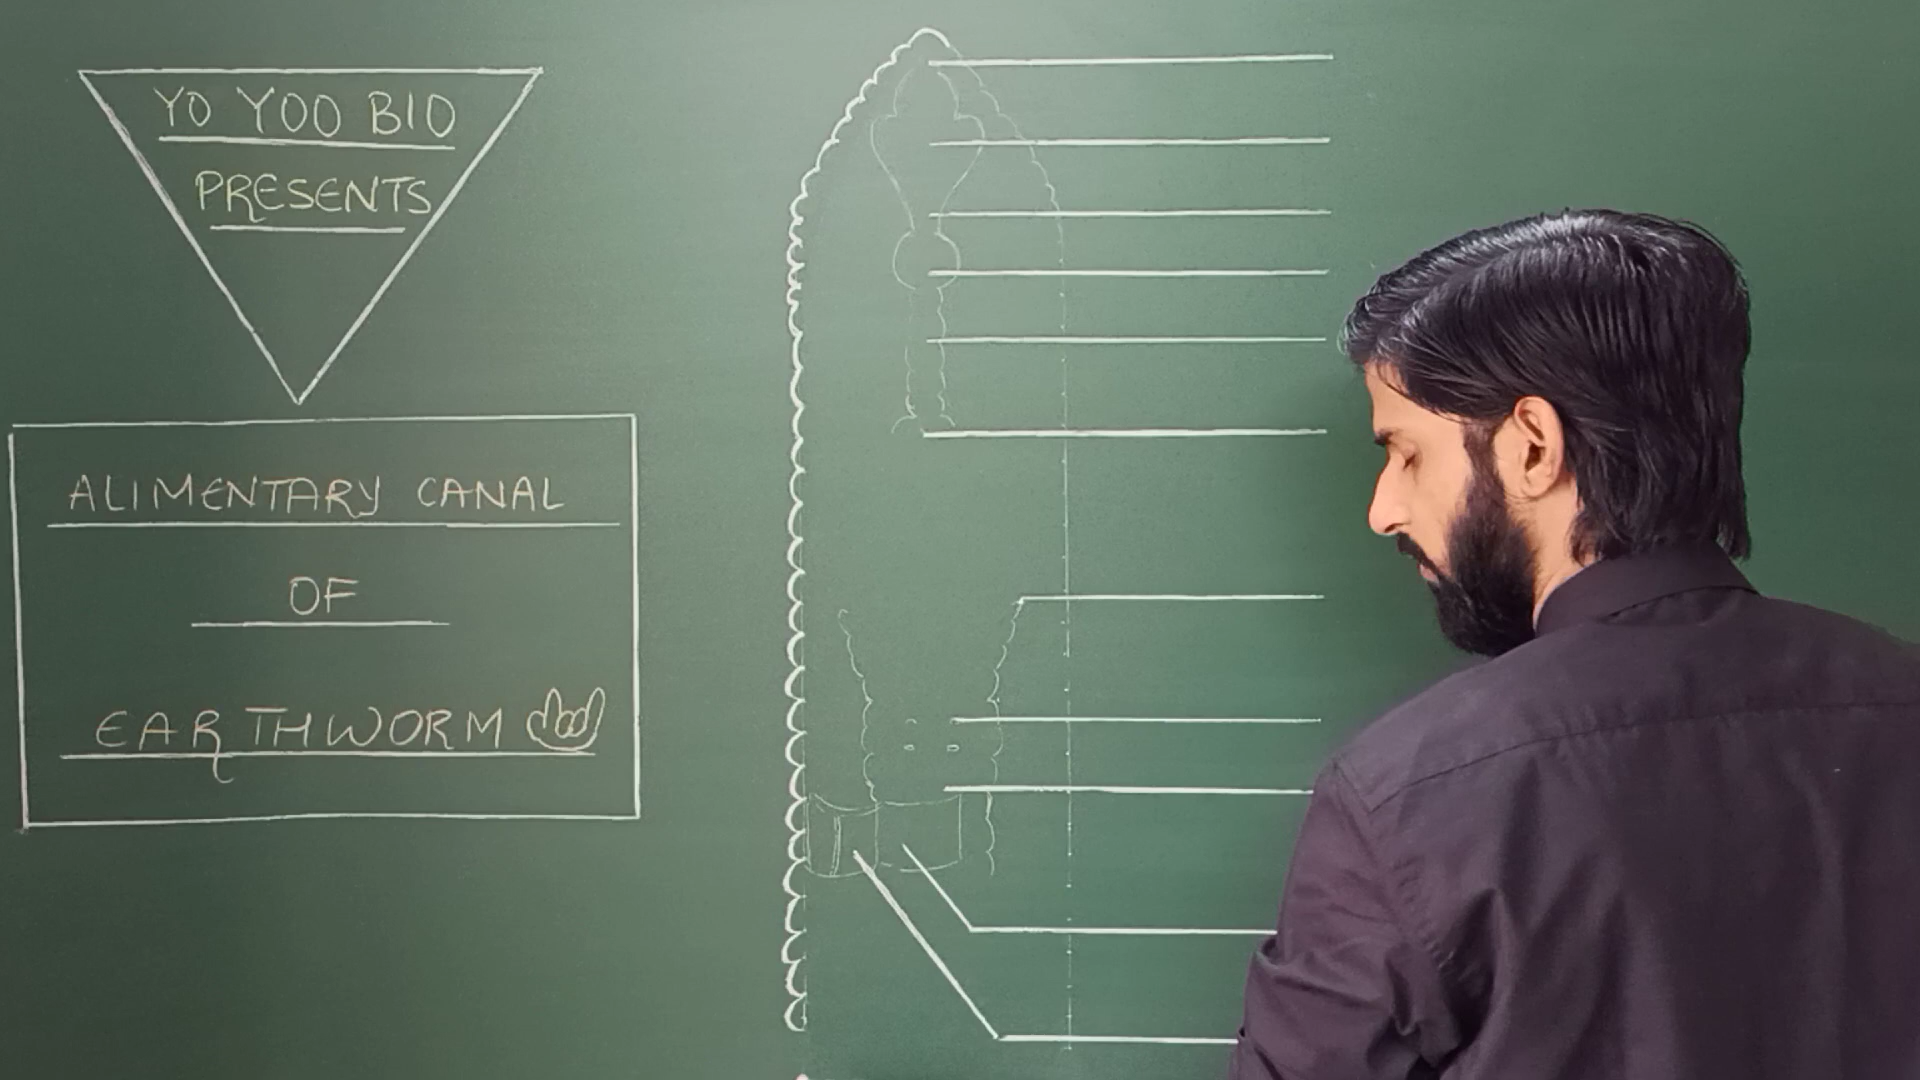 YO YOO BIO
PRESENTS
ALIMENTARY CANAL
OF
EARTHWORM